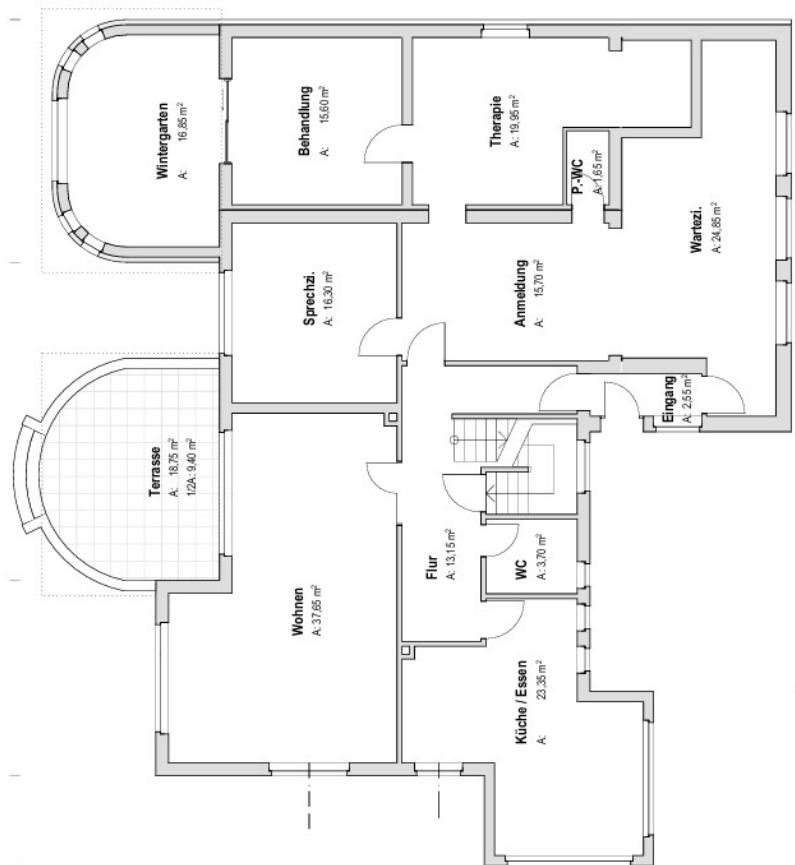 Wintergarten
A: 16,85 m²
Behandlung
A: 15,60 m²
Therapie
A: 19,95 m²
P.-WC
A: 1,65 m²
Sprechzi.
A: 16,30 m²
Anmeldung
A: 15,70 m²
Wartezi.
A: 24,85 m²
Eingang
A: 2,55 m²
Terrasse
A: 18,75 m²
1/2A: 9,40 m²
Wohnen
A: 37,65 m²
Flur
A: 13,15 m²
WC
A: 3,70 m²
Küche / Essen
A: 23,35 m²